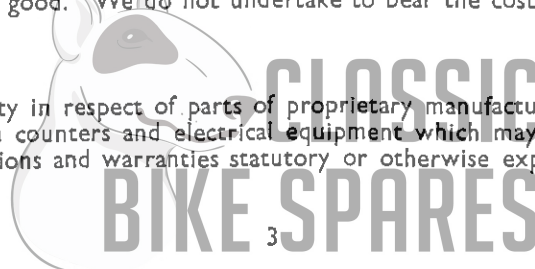 good. We do not undertake to bear the cost
ty in respect of parts of proprietary manufactu
counters and electrical equipment which may
ions and warranties statutory or otherwise exp
3
CLASSIC
BIKE SPARES